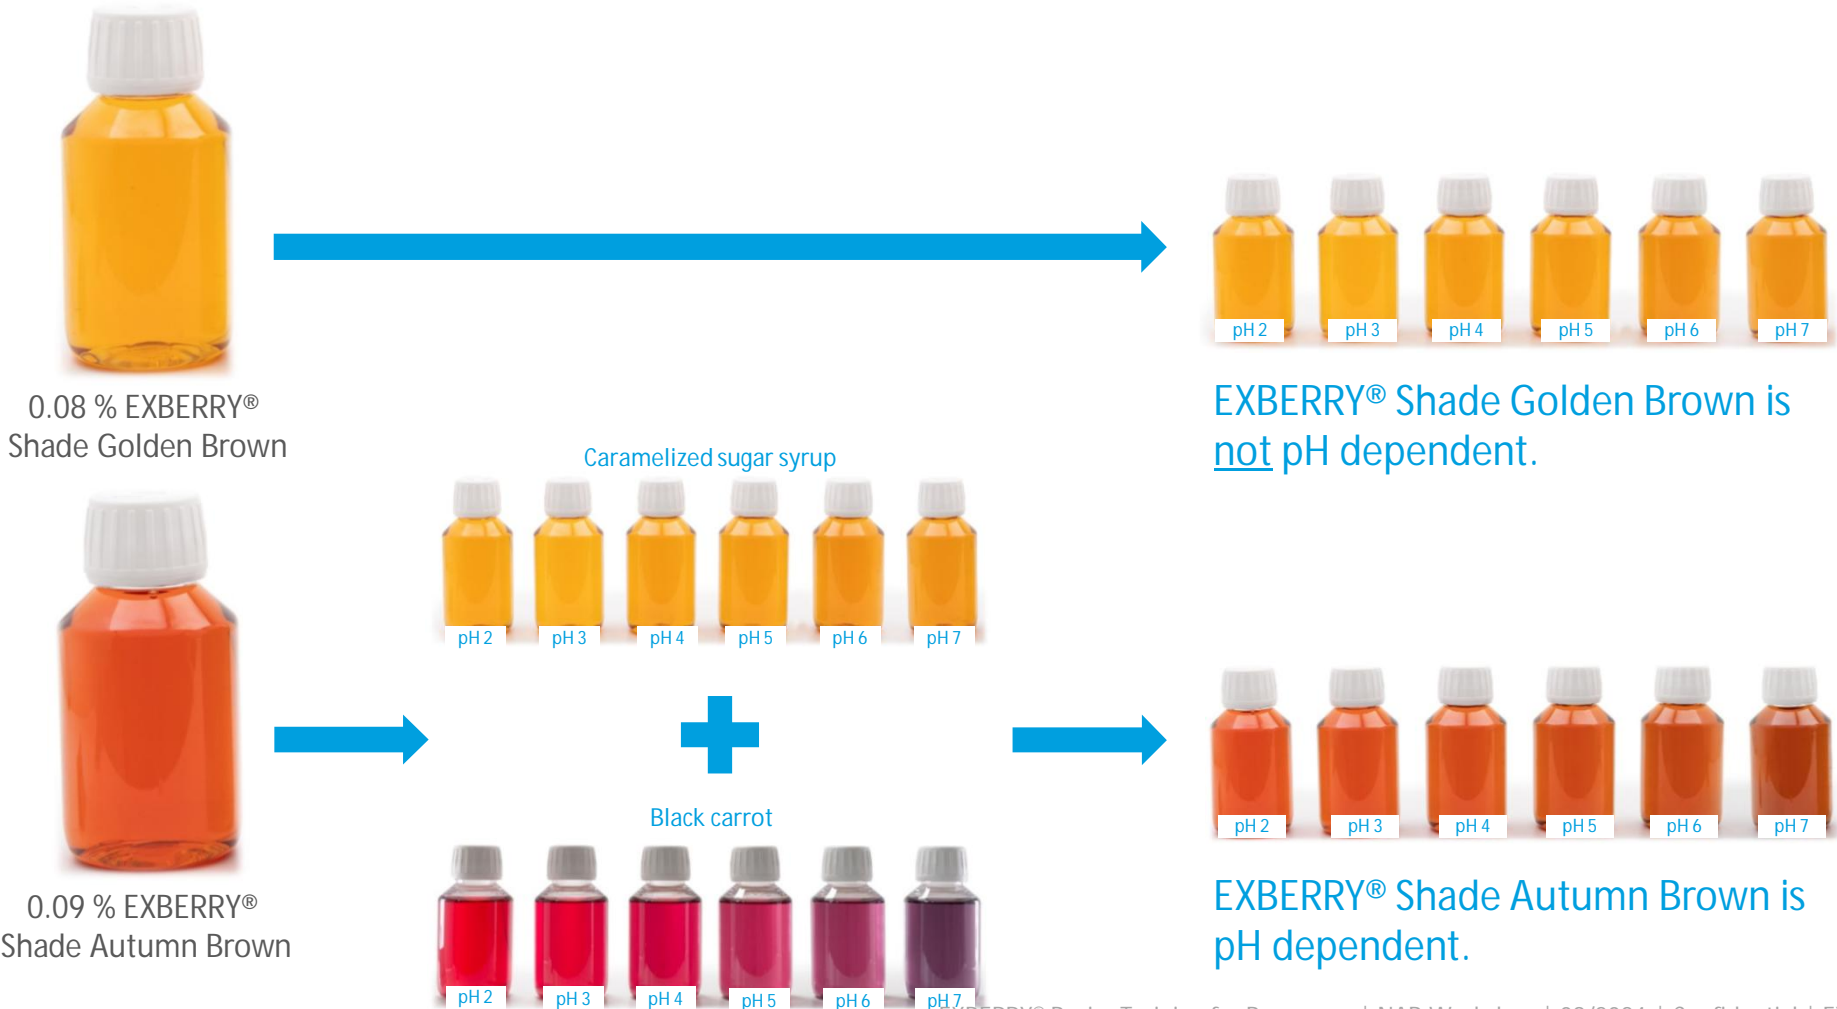 0.08 % EXBERRY®
Shade Golden Brown
pH 2 pH 3 pH 4 pH 5 pH 6 pH 7
EXBERRY® Shade Golden Brown is
not pH dependent.
Caramelized sugar syrup
pH 2 pH 3 pH 4 pH 5 pH 6 pH 7
Black carrot
pH 2 pH 3 pH 4 pH 5 pH 6 pH 7
0.09 % EXBERRY®
Shade Autumn Brown
pH 2 pH 3 pH 4 pH 5 pH 6 pH 7
EXBERRY® Shade Autumn Brown is
pH dependent.